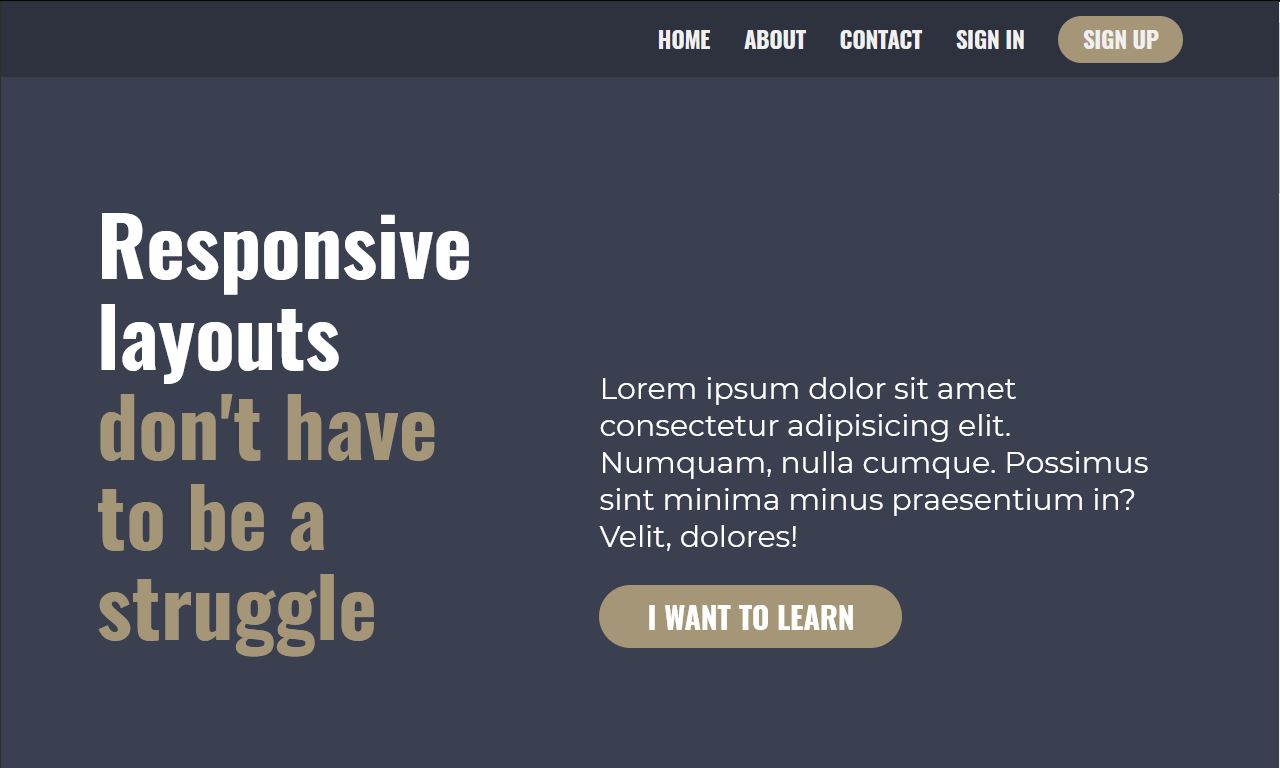 HOME ABOUT CONTACT SIGN IN SIGN UP
Responsive
layouts
don't have
to be a
struggle
Lorem ipsum dolor sit amet
consectetur adipisicing elit.
Numquam, nulla cumque. Possimus
sint minima minus praesentium in?
Velit, dolores!
I WANT TO LEARN